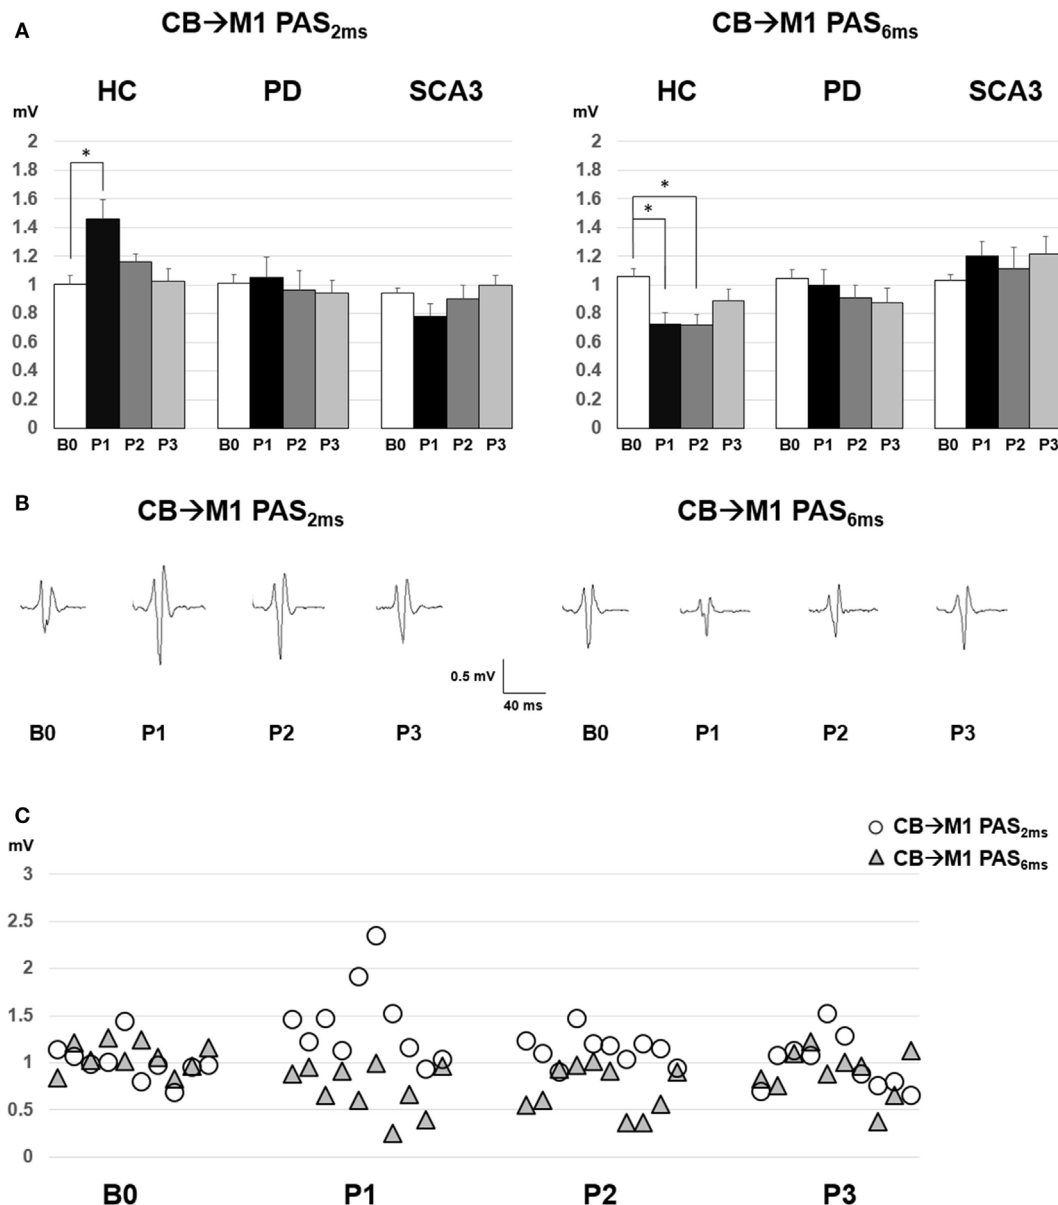 A
CB→M1 PAS2ms CB→M1 PAS6ms
HC PD SCA3 HC PD SCA3
mV mV
2 2
1.8 1.8
* *
1.6 1.6
*
1.4 1.4
1.2 1.2
1 1
0.8 0.8
0.6 0.6
0.4 0.4
0.2 0.2
0 0
B0 P1 P2 P3 B0 P1 P2 P3 B0 P1 P2 P3 B0 P1 P2 P3 B0 P1 P2 P3 B0 P1 P2 P3
B
CB→M1 PAS2ms CB→M1 PAS6ms
0.5 mV
40 ms
B0 P1 P2 P3 B0 P1 P2 P3
C
CB→M1 PAS2ms
mV
CB→M1 PAS6ms
3
2.5
2
1.5
1
0.5
0
B0 P1 P2 P3